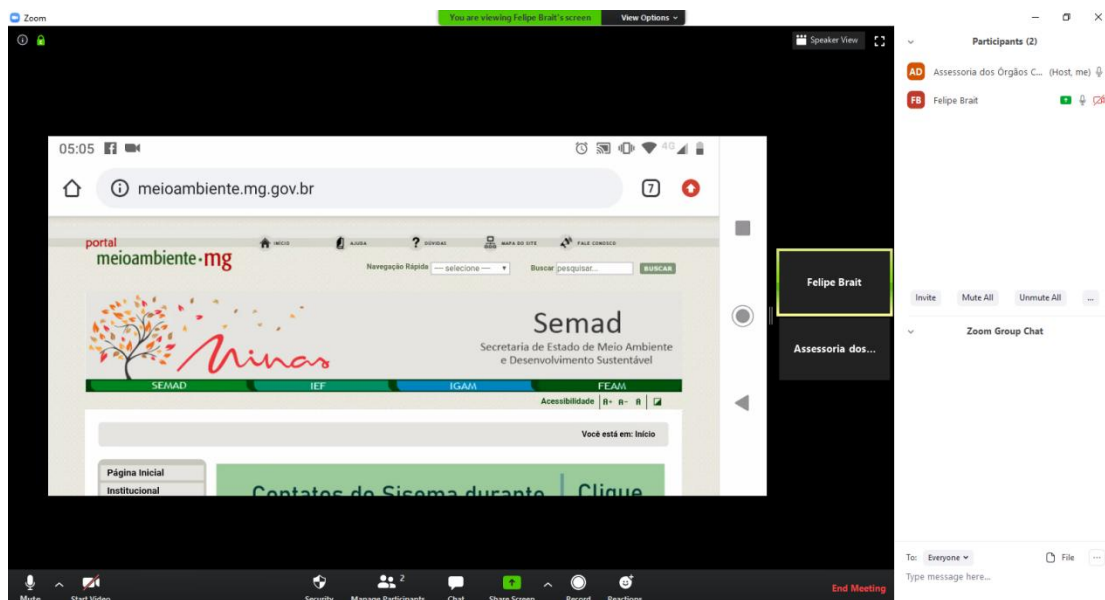 Zoom
You are viewing Felipe Brait's screen
View Options
Speaker View
05:05
4G
meioambiente.mg.gov.br
7
portal
meioambiente·mg
INÍCIO
AJUDA
DÚVIDAS
MAPA DO SITE
FALE CONOSCO
Navegação Rápida
— selecione —
Buscar
pesquisar...
BUSCAR
Minas
Semad
Secretaria de Estado de Meio Ambiente
e Desenvolvimento Sustentável
SEMAD
IEF
IGAM
FEAM
Acessibilidade
A+ A- A
Você está em: Início
Página Inicial
Institucional
Contatos do Sisema durante
Clique
Felipe Brait
Assessoria dos...
Mute
Start Video
Security
Manage Participants
2
Chat
Share Screen
Record
Reactions
End Meeting
Participants (2)
AD
Assessoria dos Órgãos C... (Host, me)
FB
Felipe Brait
Invite
Mute All
Unmute All
...
Zoom Group Chat
To:
Everyone
File
...
Type message here...